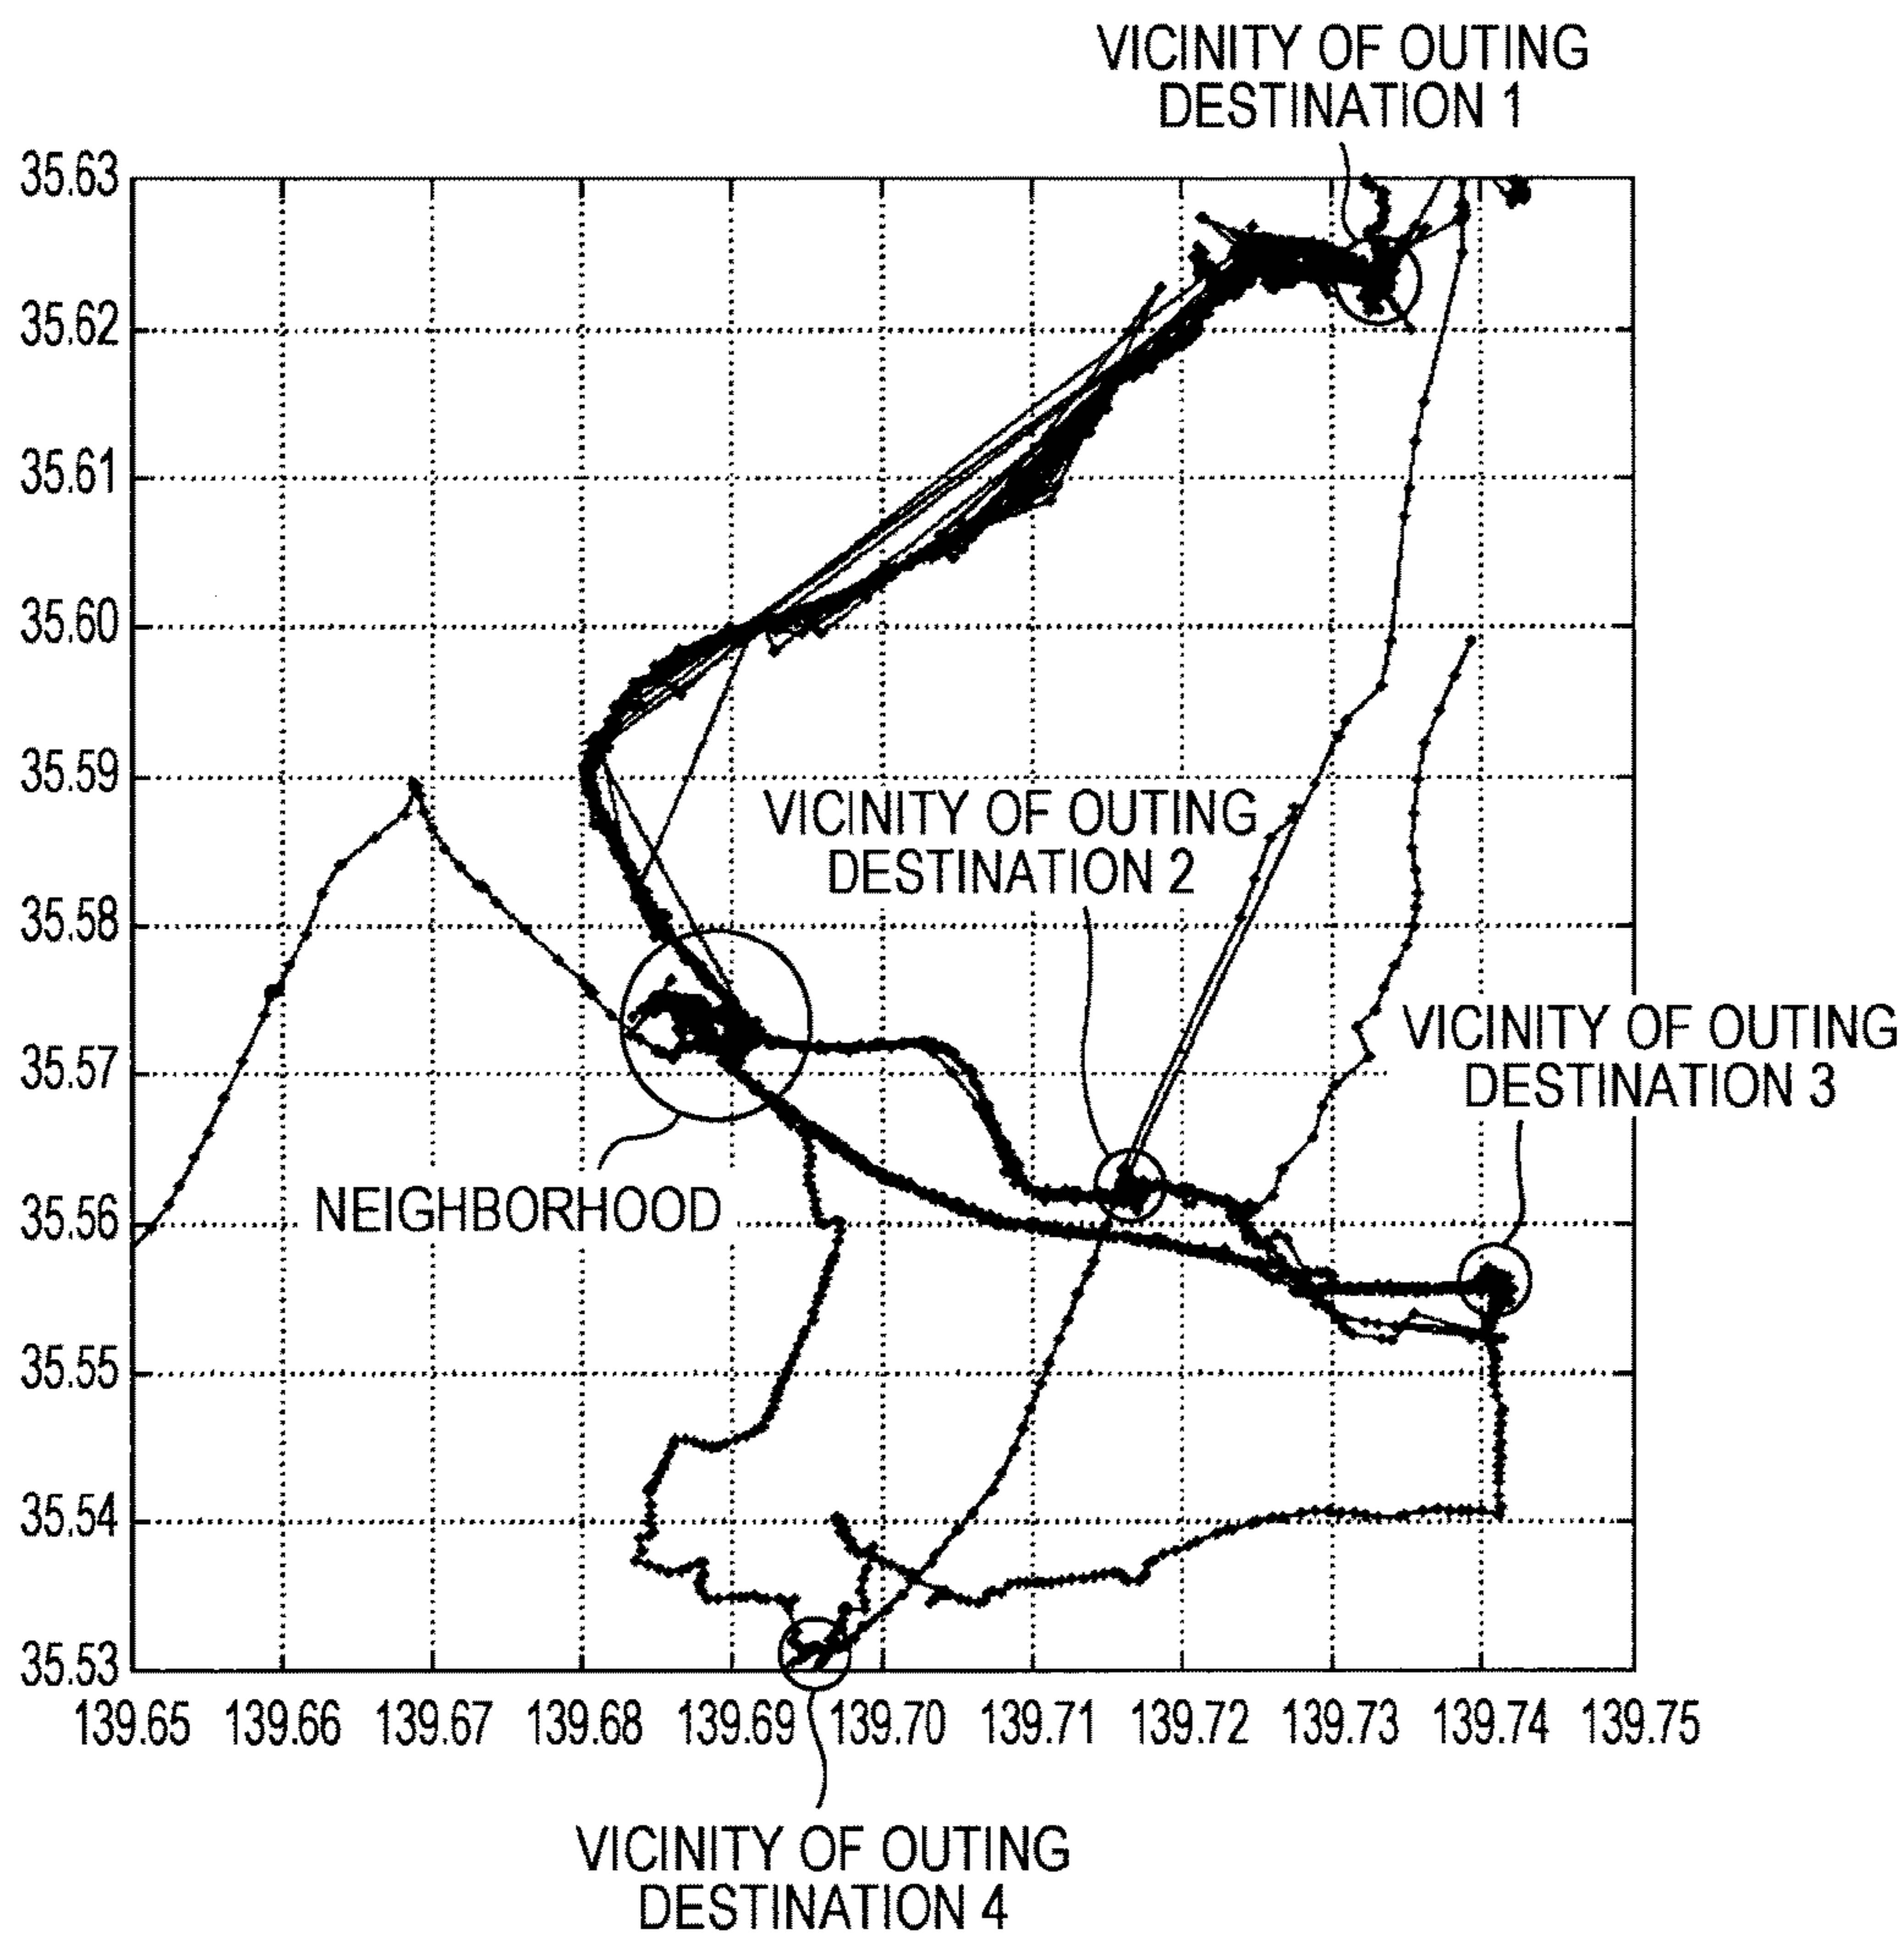 VICINITY OF OUTING
DESTINATION 1
35.63
35.62
35.61
35.60
35.59
VICINITY OF OUTING
DESTINATION 2
35.58
VICINITY OF OUTING
DESTINATION 3
35.57
NEIGHBORHOOD
35.56
35.55
35.54
35.53
139.65 139.66 139.67 139.68 139.69 139.70 139.71 139.72 139.73 139.74 139.75
VICINITY OF OUTING
DESTINATION 4